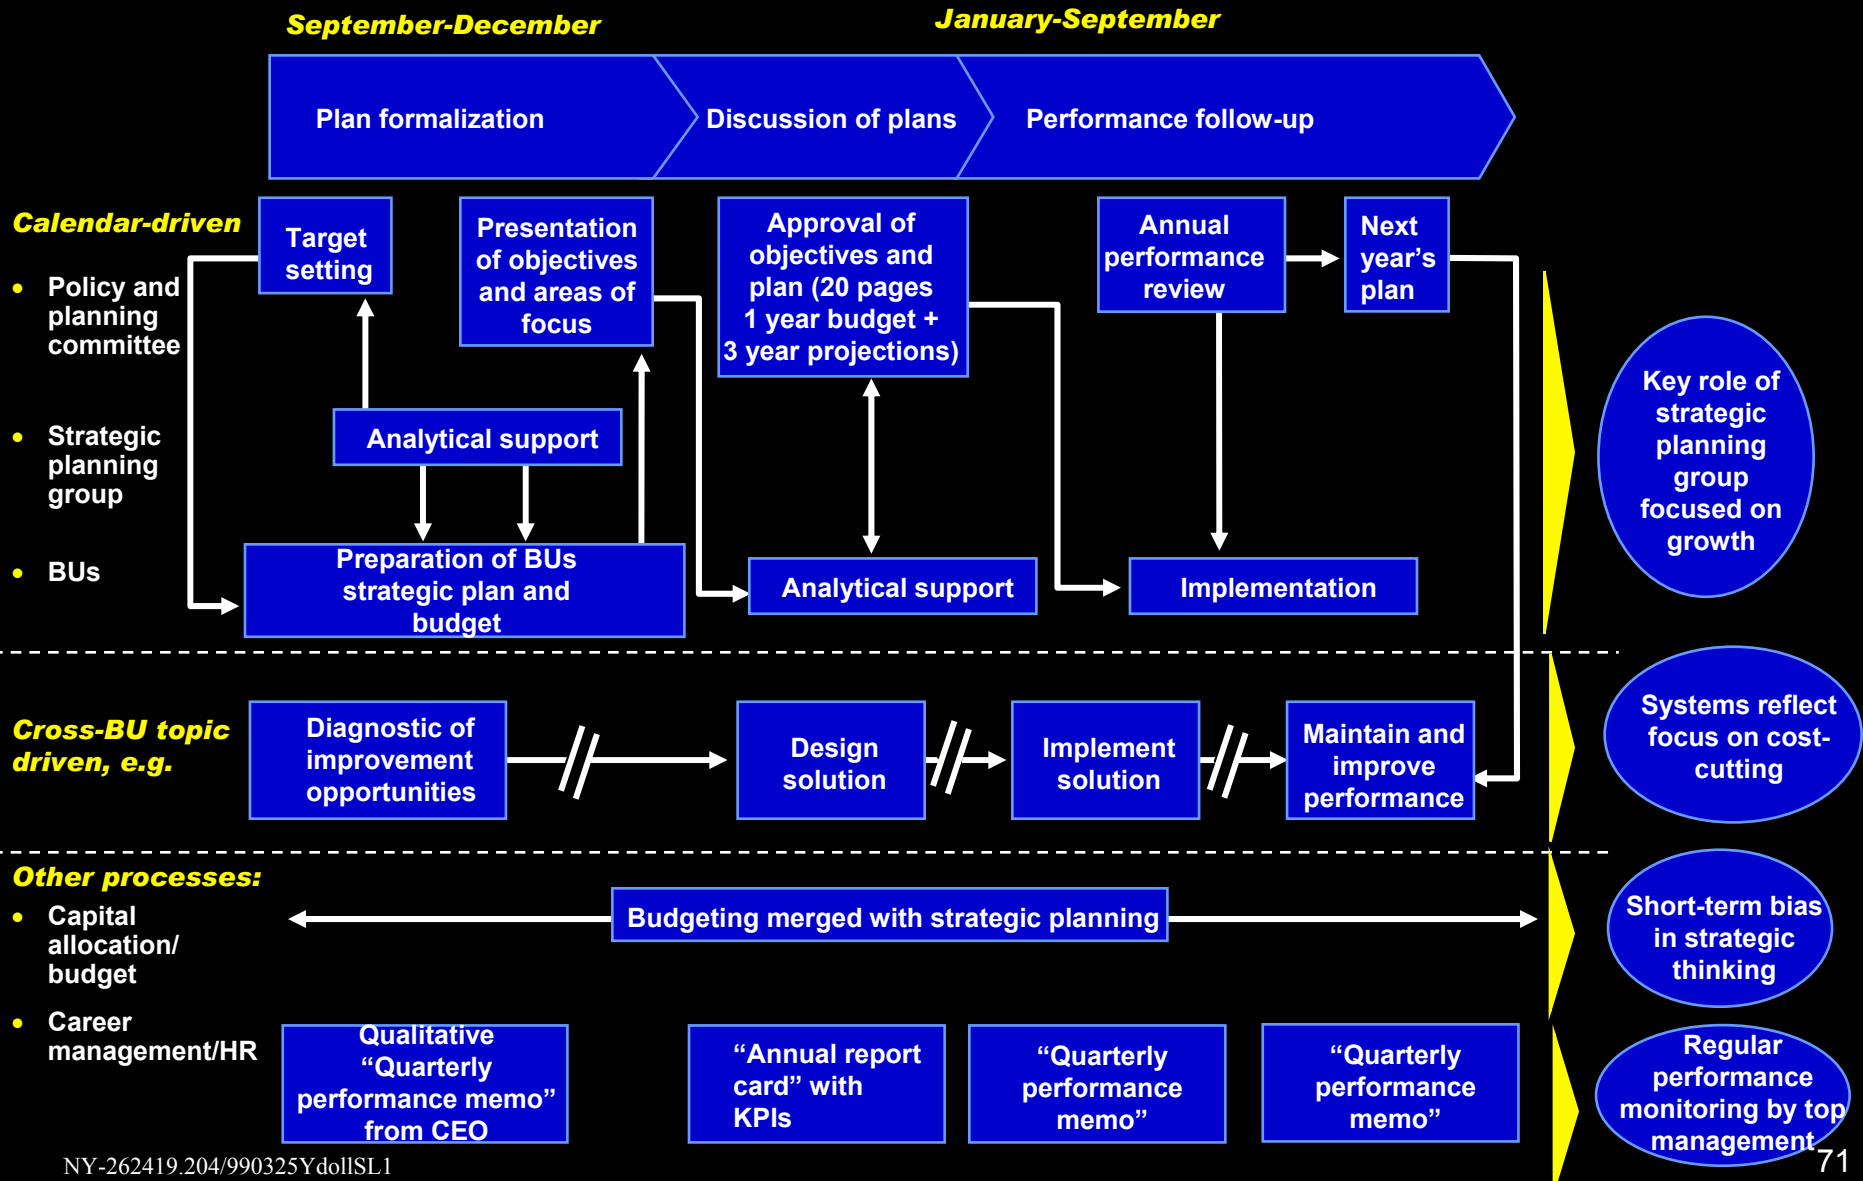 September-December
January-September
Plan formalization
Discussion of plans
Performance follow-up
Calendar-driven
• Policy and
planning
committee
• Strategic
planning
group
• BUs
Target
setting
Presentation
of objectives
and areas of
focus
Approval of
objectives and
plan (20 pages
1 year budget +
3 year projections)
Annual
performance
review
Next
year’s
plan
Analytical support
Preparation of BUs
strategic plan and
budget
Analytical support
Implementation
Key role of
strategic
planning
group
focused on
growth
Cross-BU topic
driven, e.g.
Diagnostic of
improvement
opportunities
Design
solution
Implement
solution
Maintain and
improve
performance
Systems reflect
focus on cost-
cutting
Other processes:
• Capital
allocation/
budget
• Career
management/HR
Budgeting merged with strategic planning
Short-term bias
in strategic
thinking
Qualitative
“Quarterly
performance memo”
from CEO
“Annual report
card” with
KPIs
“Quarterly
performance
memo”
“Quarterly
performance
memo”
Regular
performance
monitoring by top
management
NY-262419.204/990325YdollSL1
71